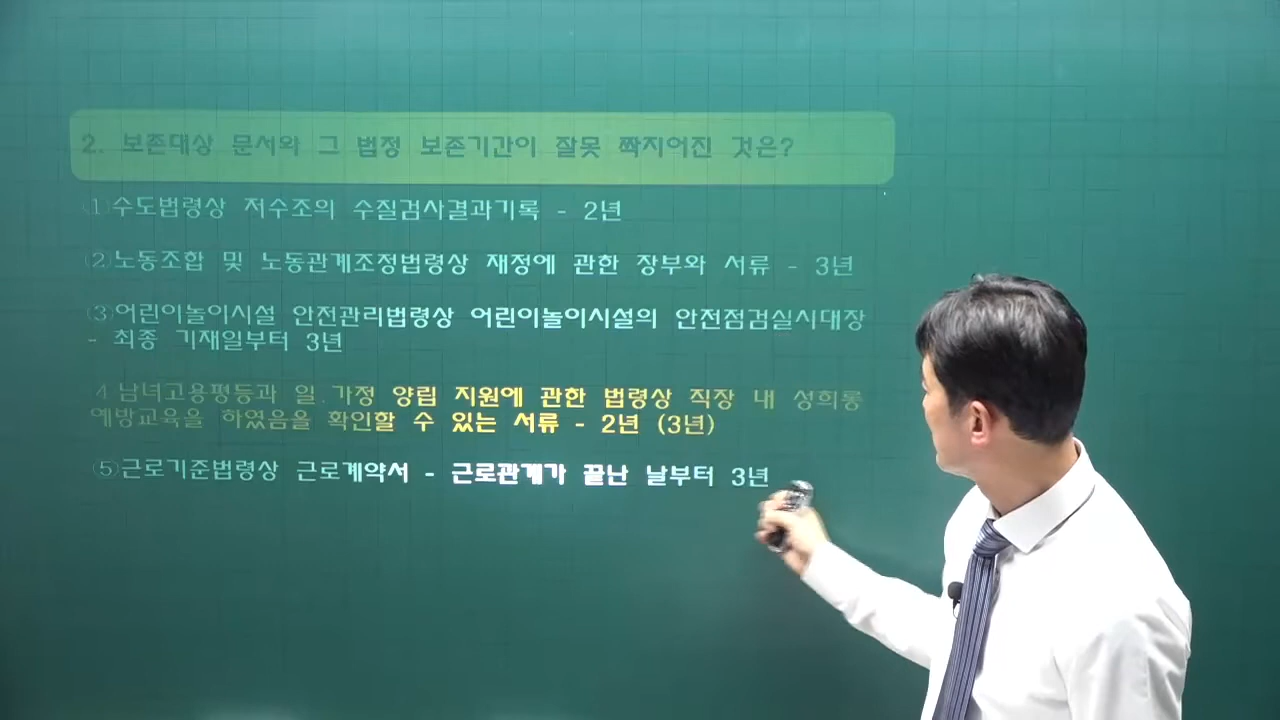 2. 보존대상 문서와 그 법정 보존기간이 잘못 짝지어진 것은?
①수도법령상 저수조의 수질검사결과기록 - 2년
②노동조합 및 노동관계조정법령상 재정에 관한 장부와 서류 - 3년
③어린이놀이시설 안전관리법령상 어린이놀이시설의 안전점검실시대장
- 최종 기재일부터 3년
4 남녀고용평등과 일.가정 양립 지원에 관한 법령상 직장 내 성희롱
예방교육을 하였음을 확인할 수 있는 서류 - 2년 (3년)
⑤근로기준법령상 근로계약서 - 근로관계가 끝난 날부터 3년